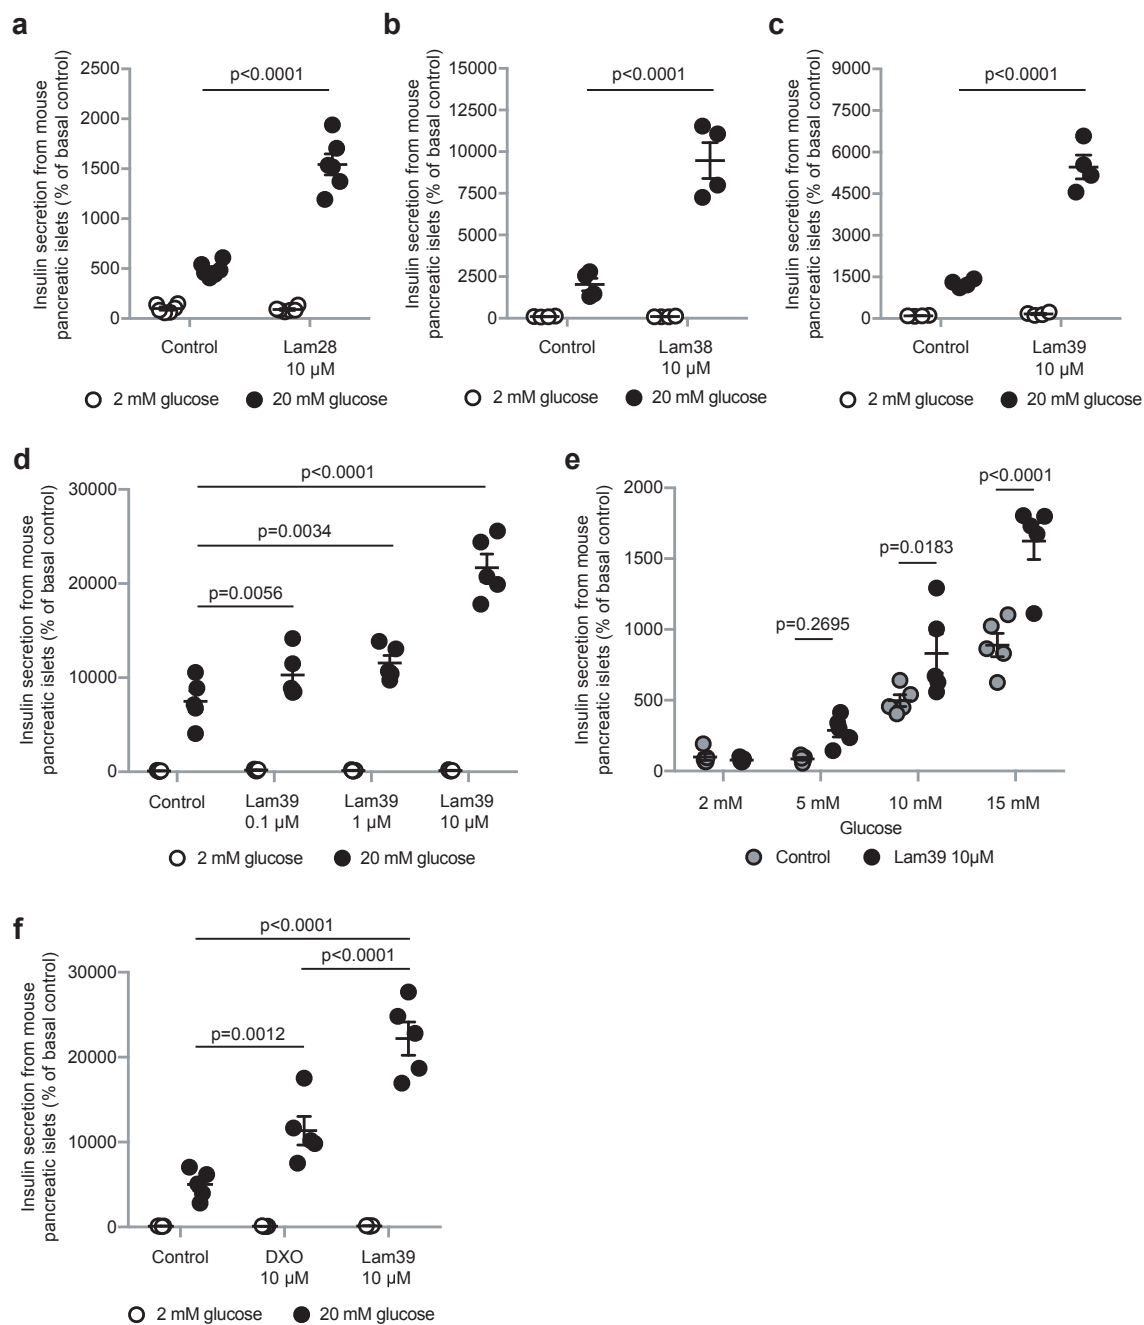 a
Insulin secretion from mouse
pancreatic islets (% of basal control)
2500
2000
1500
1000
500
0
p<0.0001
Control
Lam28
10 µM
2 mM glucose
20 mM glucose
b
Insulin secretion from mouse
pancreatic islets (% of basal control)
15000
12500
10000
7500
5000
2500
0
p<0.0001
Control
Lam38
10 µM
2 mM glucose
20 mM glucose
c
Insulin secretion from mouse
pancreatic islets (% of basal control)
9000
7500
6000
4500
3000
1500
0
p<0.0001
Control
Lam39
10 µM
2 mM glucose
20 mM glucose
d
Insulin secretion from mouse
pancreatic islets (% of basal control)
30000
20000
10000
0
p<0.0001
p=0.0034
p=0.0056
Control
Lam39
0.1 µM
Lam39
1 µM
Lam39
10 µM
2 mM glucose
20 mM glucose
e
Insulin secretion from mouse
pancreatic islets (% of basal control)
2000
1500
1000
500
0
p<0.0001
p=0.0183
p=0.2695
2 mM
5 mM
10 mM
15 mM
Glucose
Control
Lam39 10µM
f
Insulin secretion from mouse
pancreatic islets (% of basal control)
30000
20000
10000
0
p<0.0001
p<0.0001
p=0.0012
Control
DXO
10 µM
Lam39
10 µM
2 mM glucose
20 mM glucose